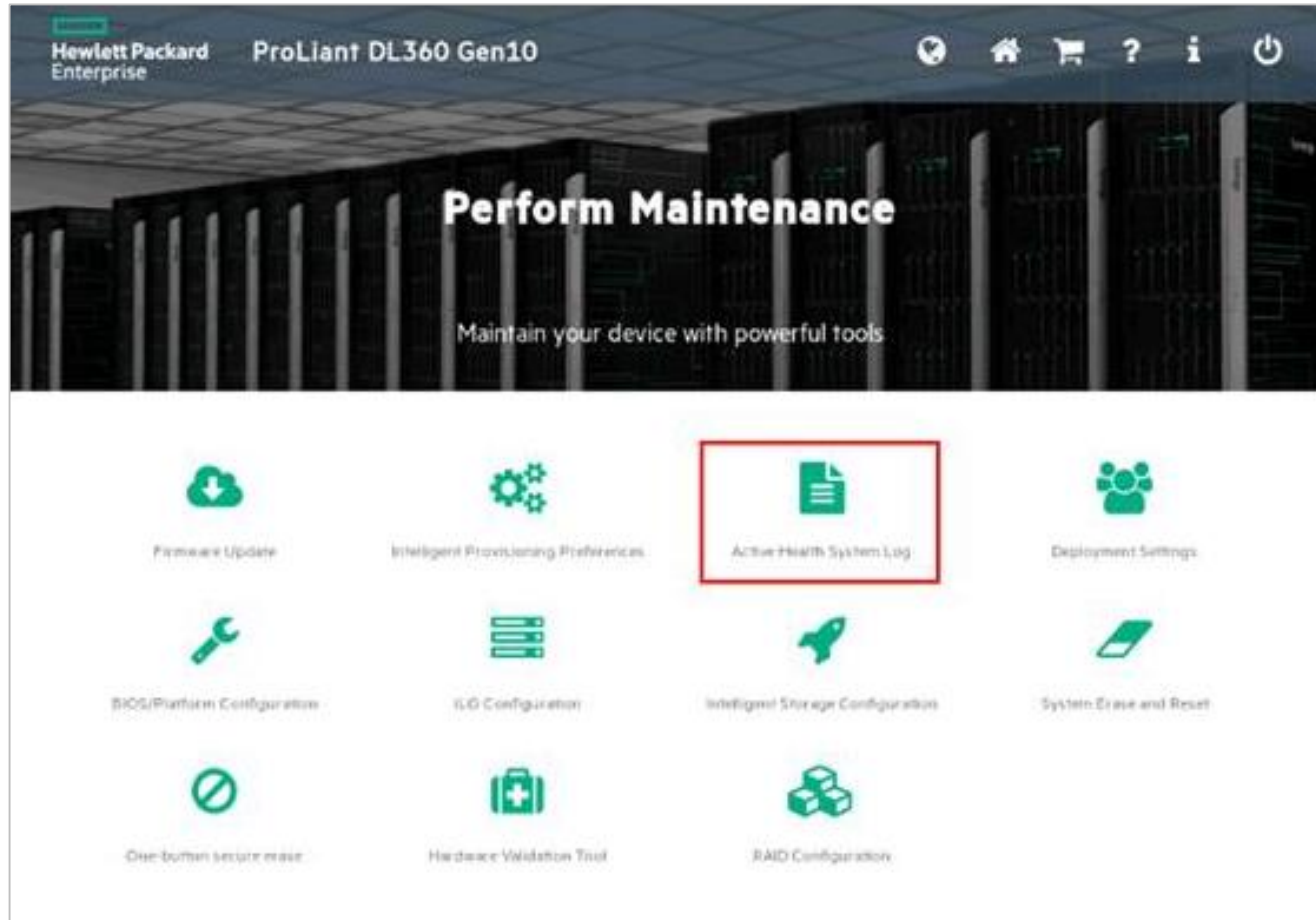 Hewlett Packard
Enterprise
ProLiant DL360 Gen10
?
i
Perform Maintenance
Maintain your device with powerful tools
Firmware Update
Intelligent Provisioning Preferences
Active Health System Log
Deployment Settings
BIOS/Platform Configuration
iLO Configuration
Intelligent Storage Configuration
System Erase and Reset
One-button secure erase
Hardware Validation Tool
RAID Configuration